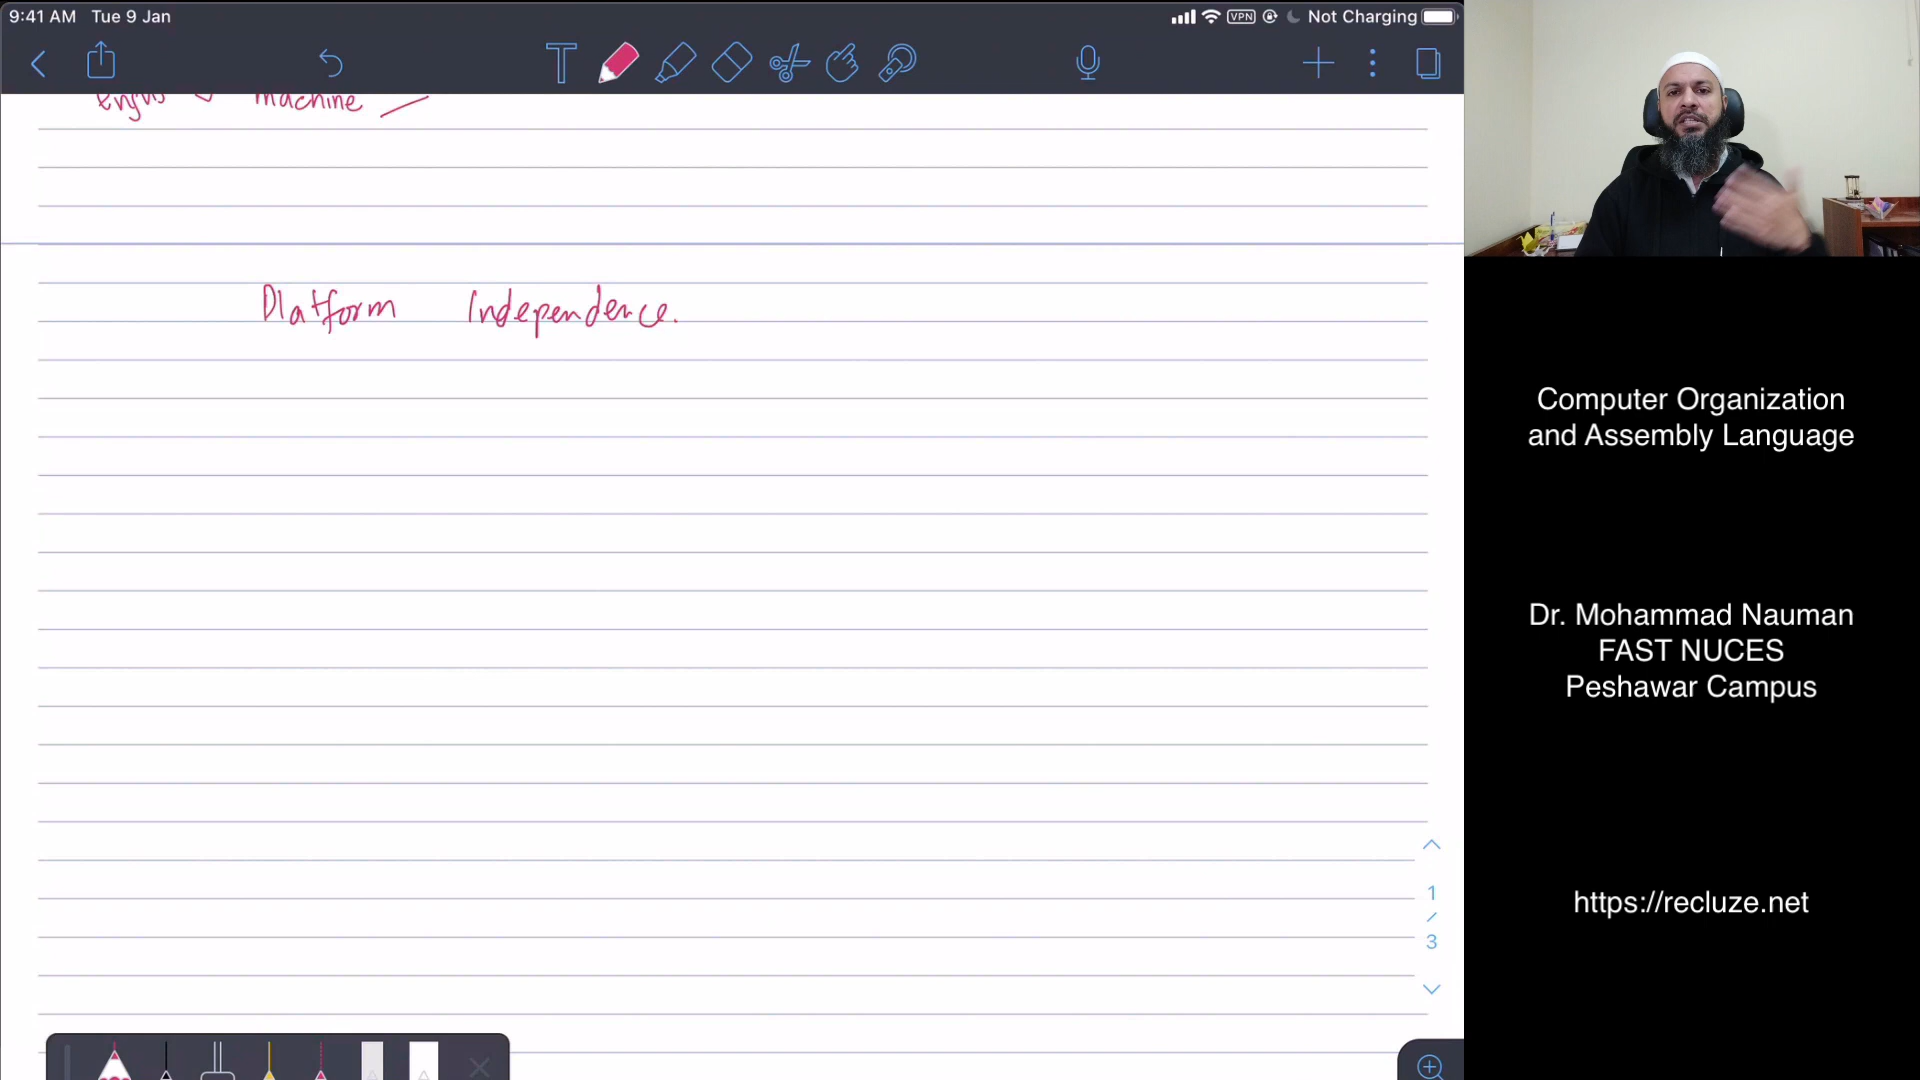 9:41 AM Tue 9 Jan
VPN Not Charging
T
machine
Platform Independence.
1
3
Computer Organization
and Assembly Language
Dr. Mohammad Nauman
FAST NUCES
Peshawar Campus
https://recluze.net